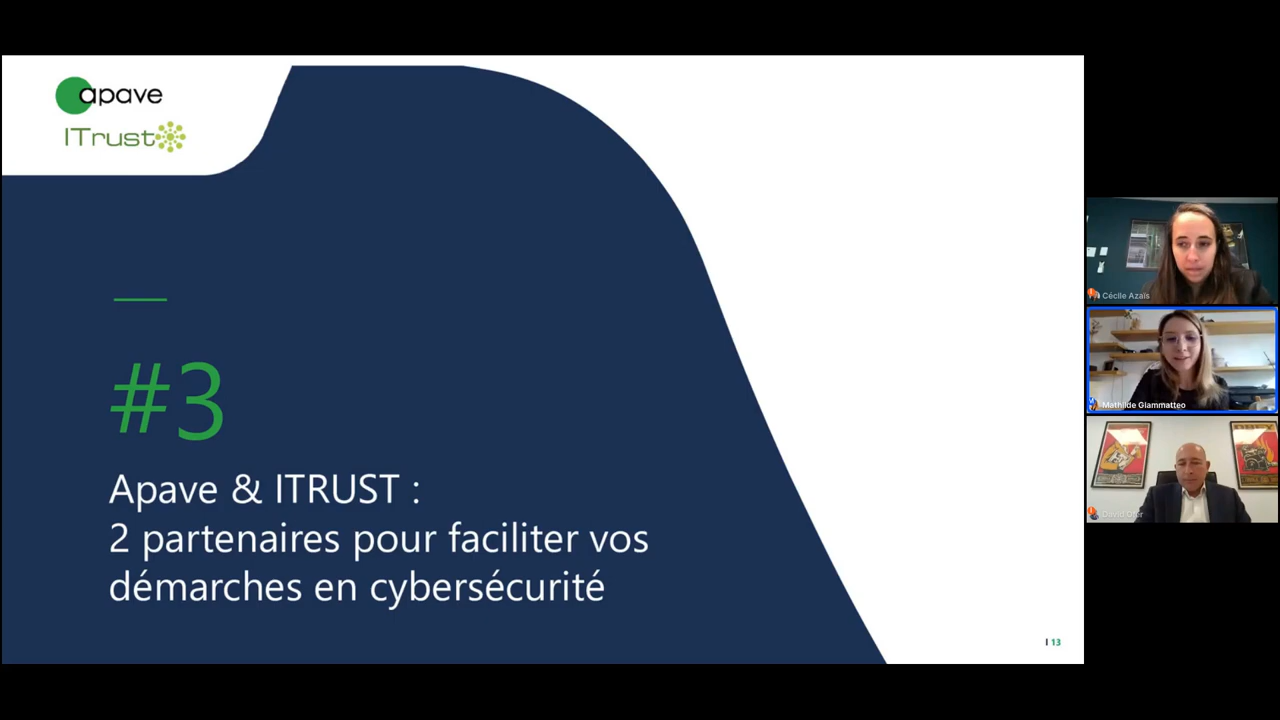 apave
ITrust
#3
Apave & ITRUST :
2 partenaires pour faciliter vos
démarches en cybersécurité
I 13
Cécile Azaïs
Mathilde Giammatteo